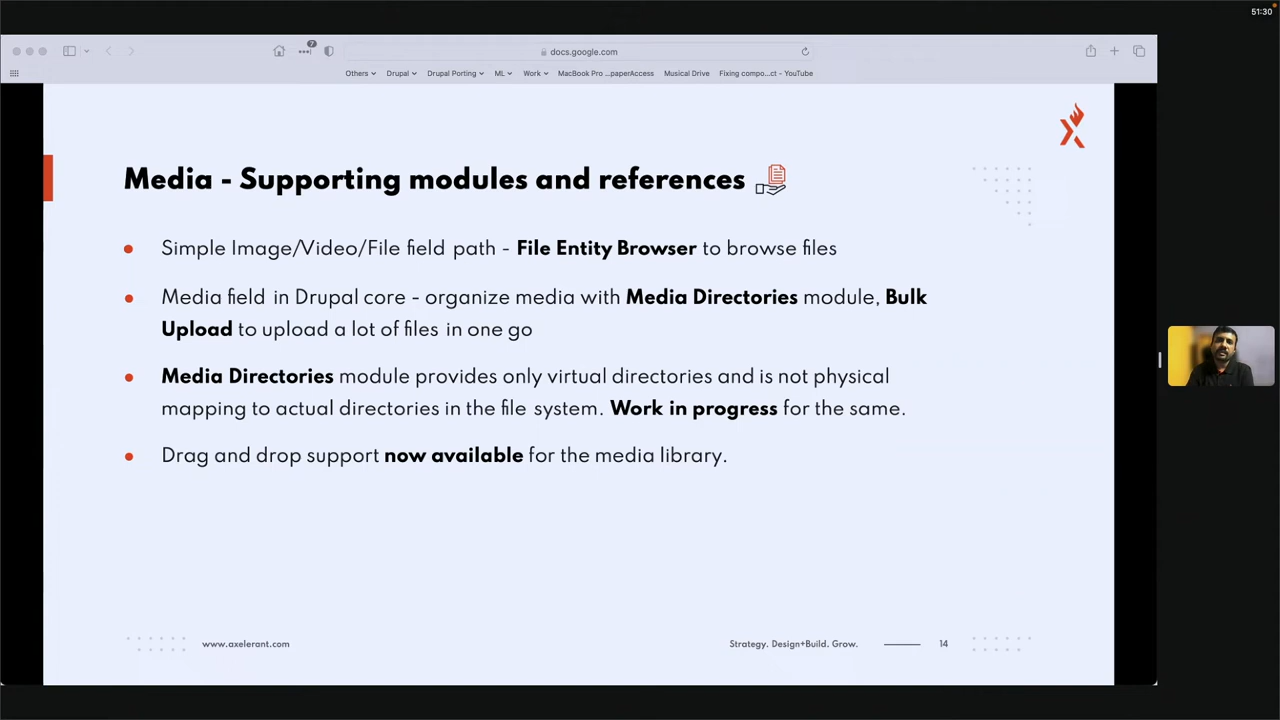 51:30
7
docs.google.com
Others Drupal Drupal Porting ML Work MacBook Pro ...paperAccess Musical Drive Fixing compo...ct - YouTube
Media - Supporting modules and references
• Simple Image/Video/File field path - File Entity Browser to browse files
• Media field in Drupal core - organize media with Media Directories module, Bulk
Upload to upload a lot of files in one go
• Media Directories module provides only virtual directories and is not physical
mapping to actual directories in the file system. Work in progress for the same.
• Drag and drop support now available for the media library.
www.axelerant.com
Strategy. Design+Build. Grow. 14